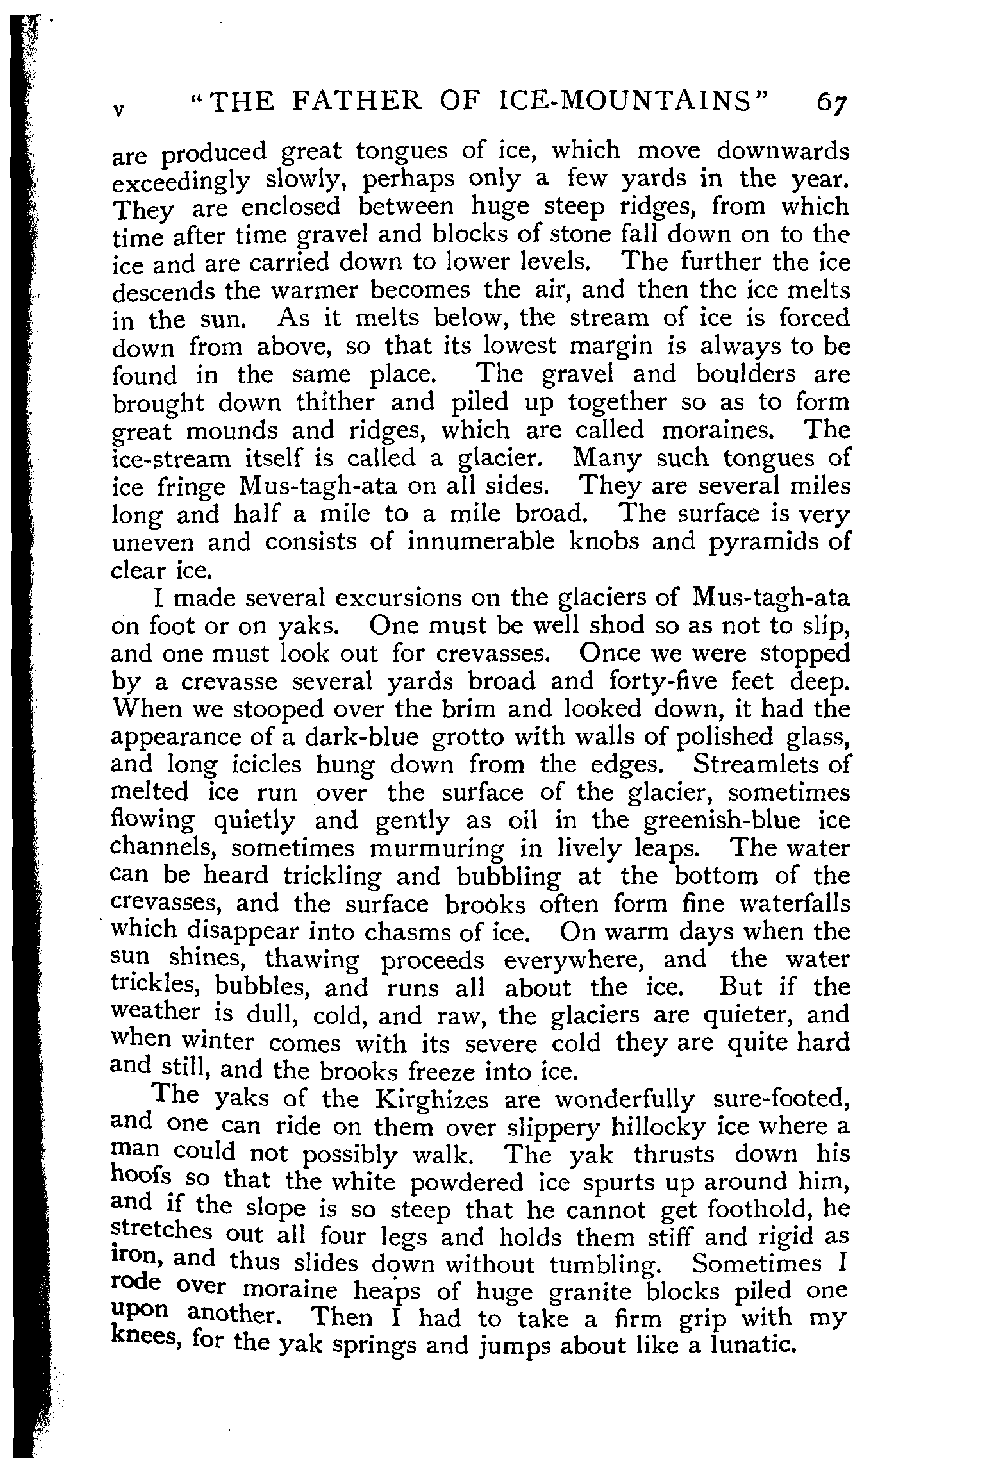 v "THE FATHER OF ICE-MOUNTAINS" 67
are produced great tongues of ice, which move downwards
exceedingly slowly, perhaps only a few yards in the year.
They are enclosed between huge steep ridges, from which
time after time gravel and blocks of stone fall down on to the
ice and are carried down to lower levels. The further the ice
descends the warmer becomes the air, and then the ice melts
in the sun. As it melts below, the stream of ice is forced
down from above, so that its lowest margin is always to be
found in the same place. The gravel and boulders are
brought down thither and piled up together so as to form
great mounds and ridges, which are called moraines. The
ice-stream itself is called a glacier. Many such tongues of
ice fringe Mus-tagh-ata on all sides. They are several miles
long and half a mile to a mile broad. The surface is very
uneven and consists of innumerable knobs and pyramids of
clear ice.
I made several excursions on the glaciers of Mus-tagh-ata
on foot or on yaks. One must be well shod so as not to slip,
and one must look out for crevasses. Once we were stopped
by a crevasse several yards broad and forty-five feet deep.
When we stooped over the brim and looked down, it had the
appearance of a dark-blue grotto with walls of polished glass,
and long icicles hung down from the edges. Streamlets of
melted ice run over the surface of the glacier, sometimes
flowing quietly and gently as oil in the greenish-blue ice
channels, sometimes murmuring in lively leaps. The water
can be heard trickling and bubbling at the bottom of the
crevasses, and the surface brooks often form fine waterfalls
which disappear into chasms of ice. On warm days when the
sun shines, thawing proceeds everywhere, and the water
trickles, bubbles, and runs all about the ice. But if the
weather is dull, cold, and raw, the glaciers are quieter, and
when winter comes with its severe cold they are quite hard
and still, and the brooks freeze into ice.
The yaks of the Kirghizes are wonderfully sure-footed,
and one can ride on them over slippery hillocky ice where a
man could not possibly walk. The yak thrusts down his
hoofs so that the white powdered ice spurts up around him,
and if the slope is so steep that he cannot get foothold, he
stretches out all four legs and holds them stiff and rigid as
iron, and thus slides down without tumbling. Sometimes I
rode over moraine heaps of huge granite blocks piled one
upon another. Then I had to take a firm grip with my
knees, for the yak springs and jumps about like a lunatic.